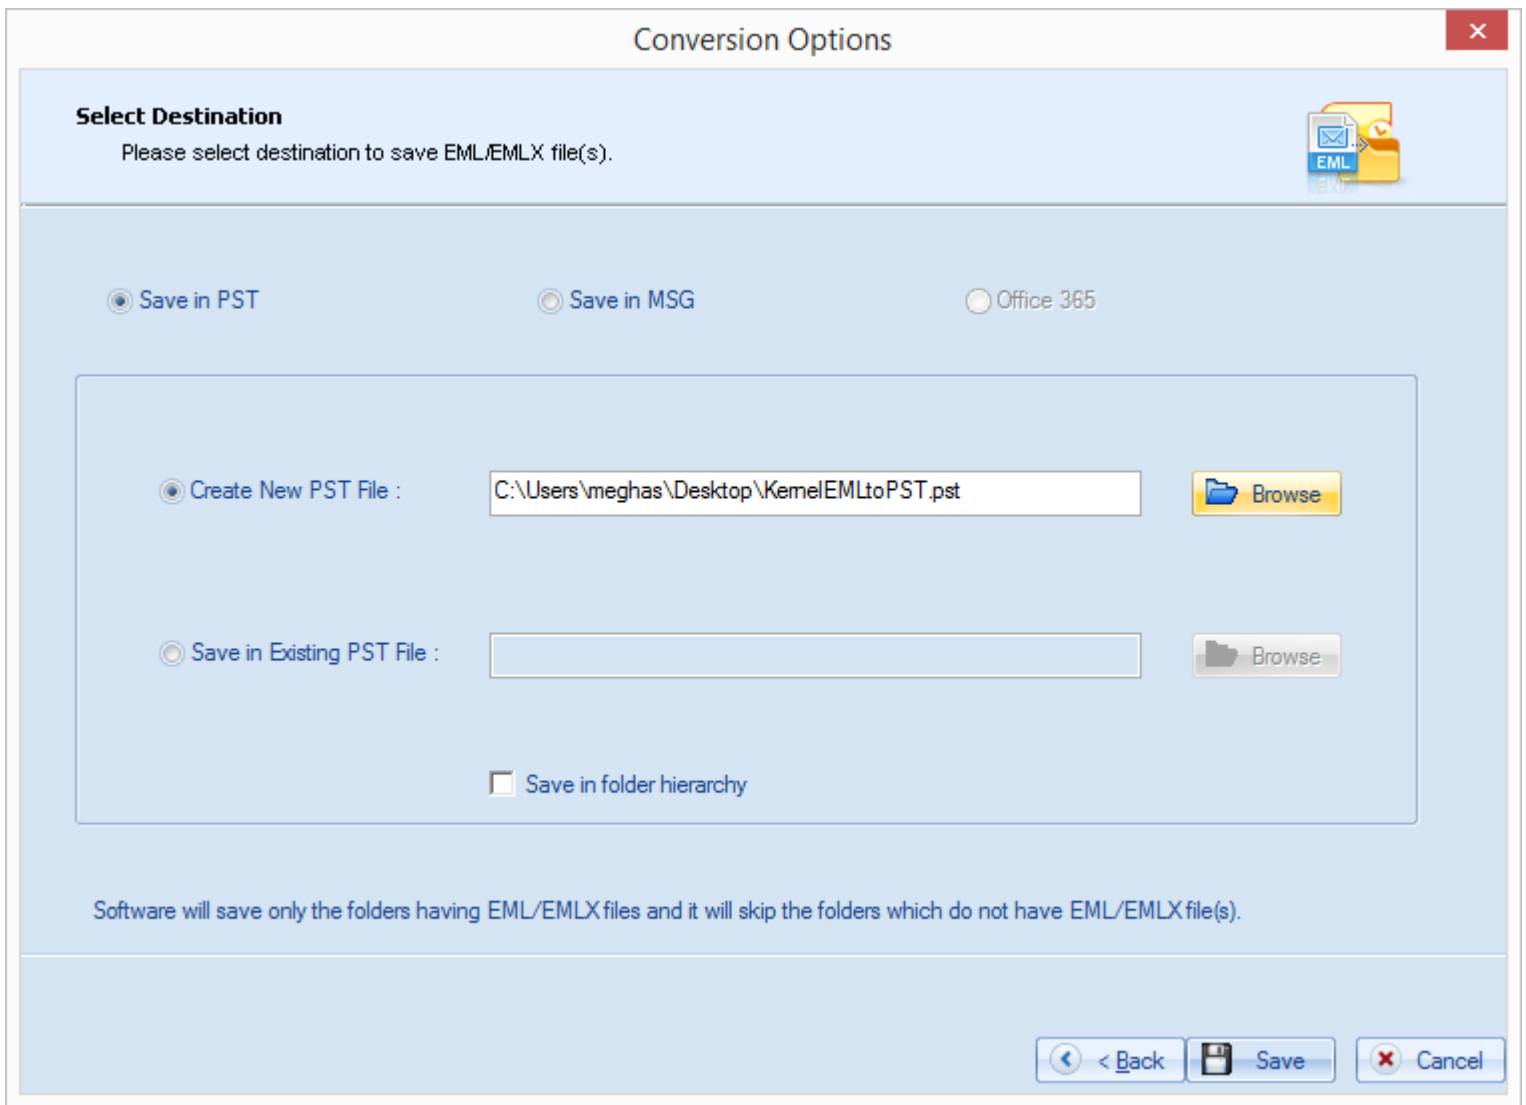 Conversion Options
Select Destination
Please select destination to save EML/EMLX file(s).
EML
Save in PST
Save in MSG
Office 365
Create New PST File :
C:\Users\meghas\Desktop\KernelEMLtoPST.pst
Browse
Save in Existing PST File :
Browse
Save in folder hierarchy
Software will save only the folders having EML/EMLX files and it will skip the folders which do not have EML/EMLX file(s).
< Back
Save
Cancel